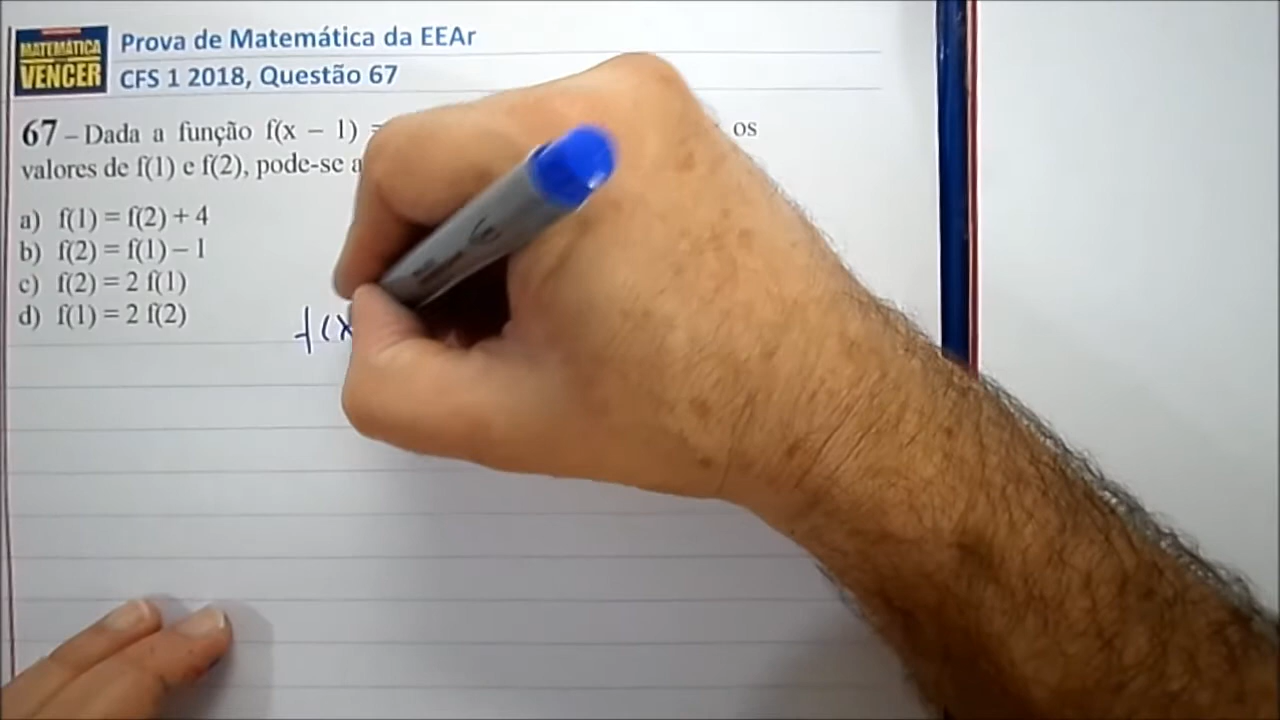 MATEMÁTICA
VENCER
Prova de Matemática da EEAr
CFS 1 2018, Questão 67
67 – Dada a função f(x – 1) = os
valores de f(1) e f(2), pode-se a
a) f(1) = f(2) + 4
b) f(2) = f(1) – 1
c) f(2) = 2 f(1)
d) f(1) = 2 f(2)
f(x